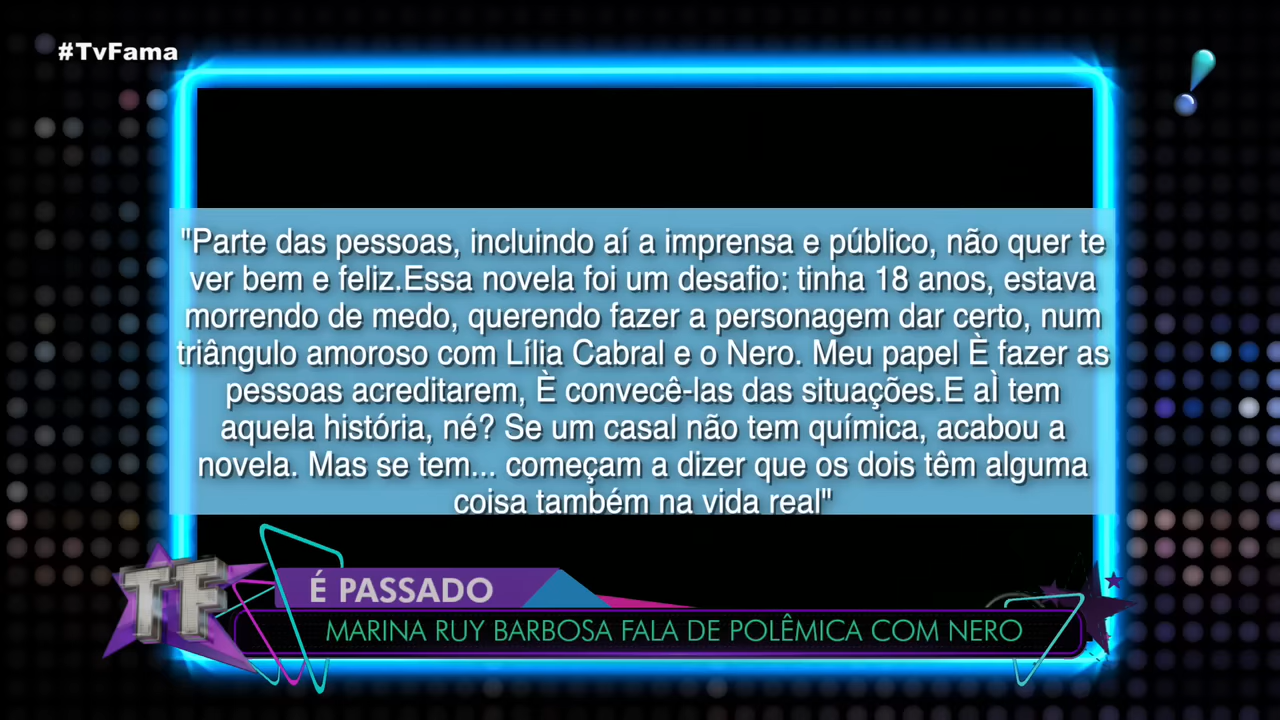 #TvFama
"Parte das pessoas, incluindo aí a imprensa e público, não quer te
ver bem e feliz.Essa novela foi um desafio: tinha 18 anos, estava
morrendo de medo, querendo fazer a personagem dar certo, num
triângulo amoroso com Lília Cabral e o Nero. Meu papel È fazer as
pessoas acreditarem, È convecê-las das situações.E aÌ tem
aquela história, né? Se um casal não tem química, acabou a
novela. Mas se tem... começam a dizer que os dois têm alguma
coisa também na vida real"
TF
É PASSADO
MARINA RUY BARBOSA FALA DE POLÊMICA COM NERO